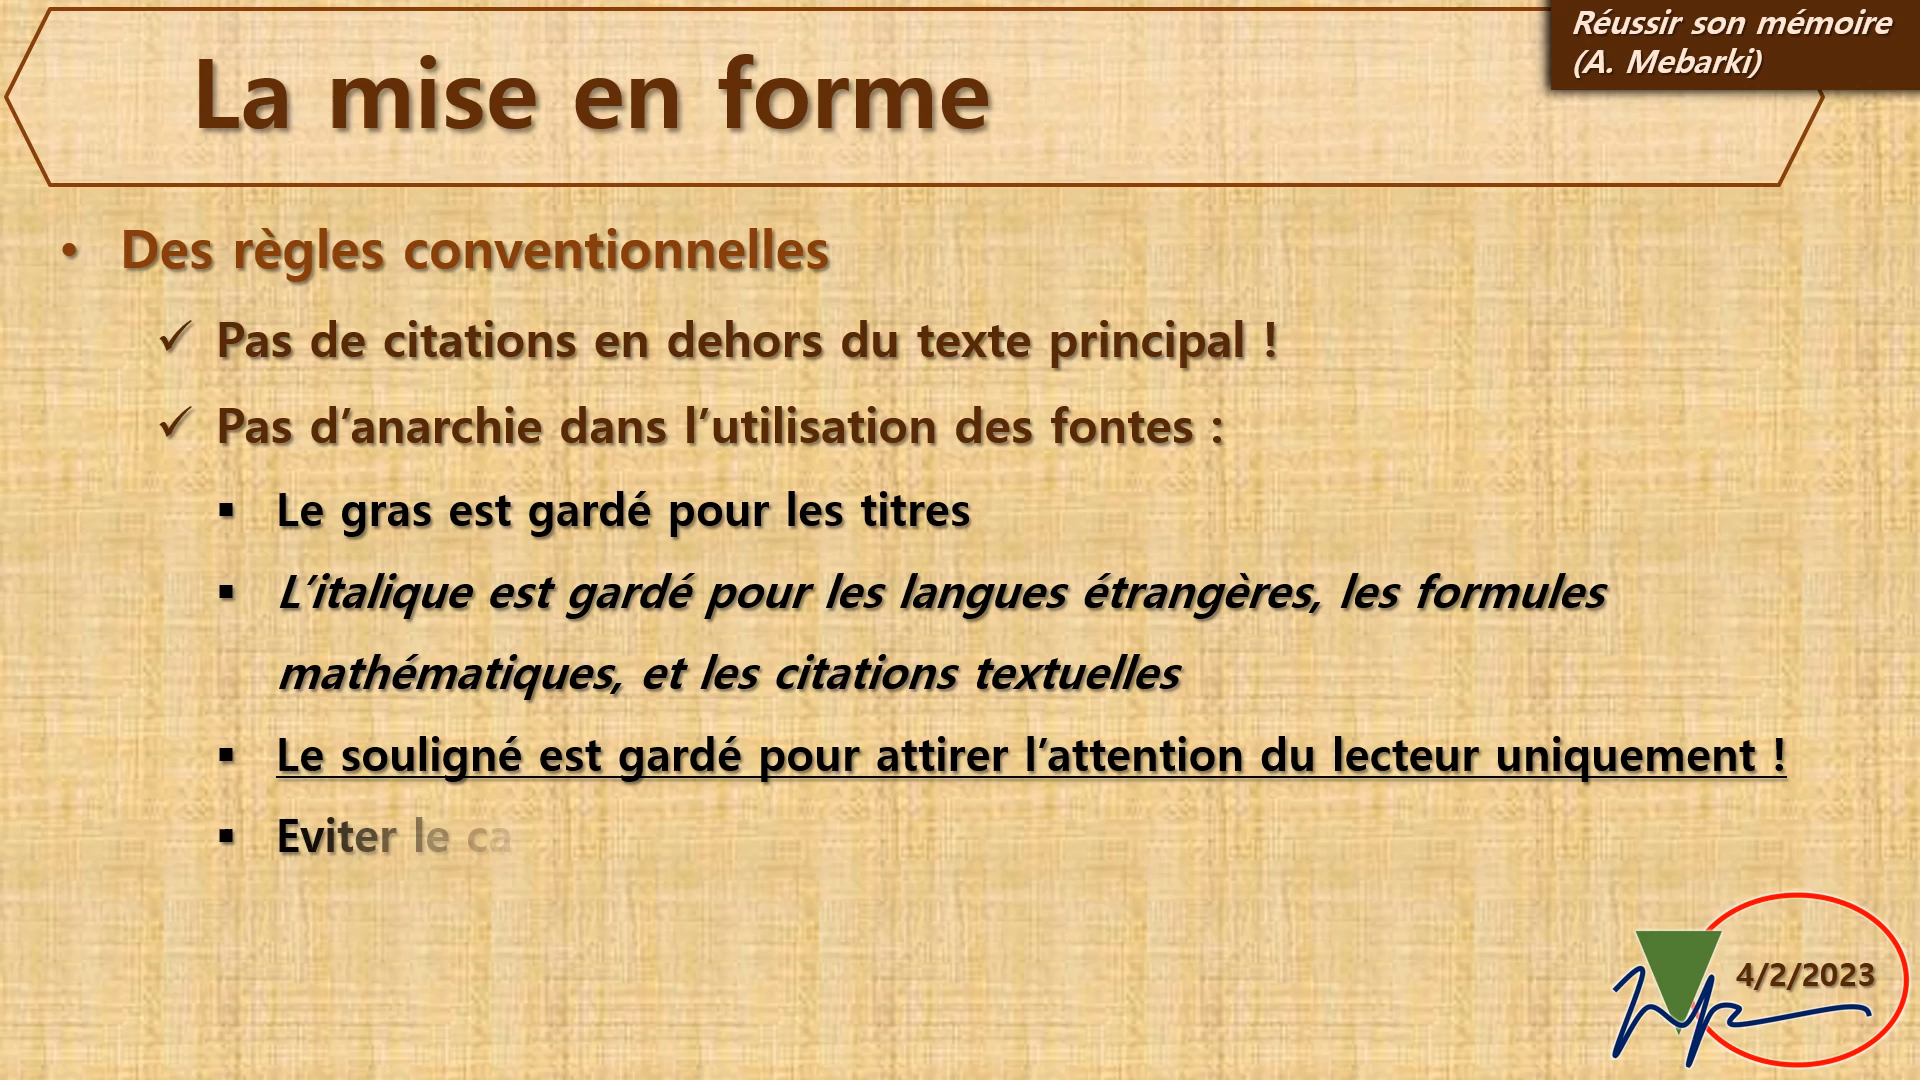 Réussir son mémoire
(A. Mebarki)
La mise en forme
• Des règles conventionnelles
✓ Pas de citations en dehors du texte principal !
✓ Pas d’anarchie dans l’utilisation des fontes :
▪ Le gras est gardé pour les titres
▪ L’italique est gardé pour les langues étrangères, les formules
mathématiques, et les citations textuelles
▪ Le souligné est gardé pour attirer l’attention du lecteur uniquement !
▪ Eviter le ca
4/2/2023